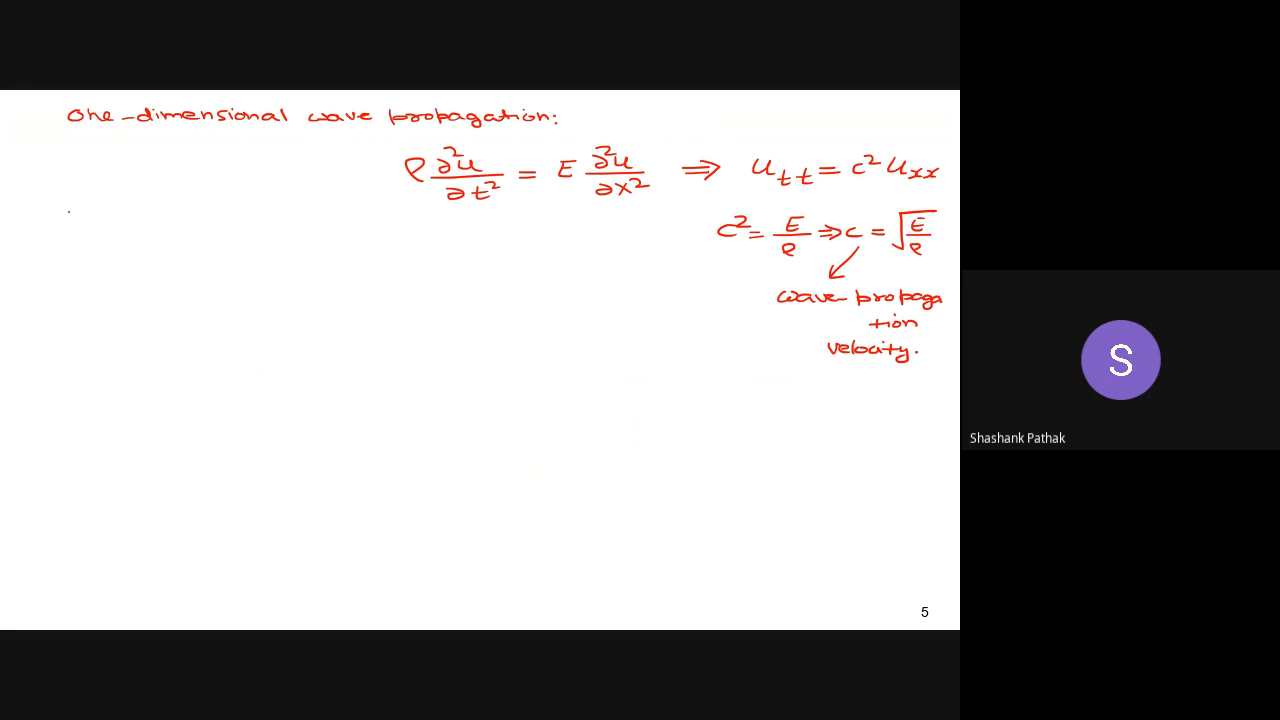 One-dimensional wave propagation:
ρ ∂²u/∂t² = E ∂²u/∂x² ⇒ u_tt = c² u_xx
c² = E/ρ ⇒ c = √(E/ρ)
wave propaga
tion
velocity.
S
Shashank Pathak
5